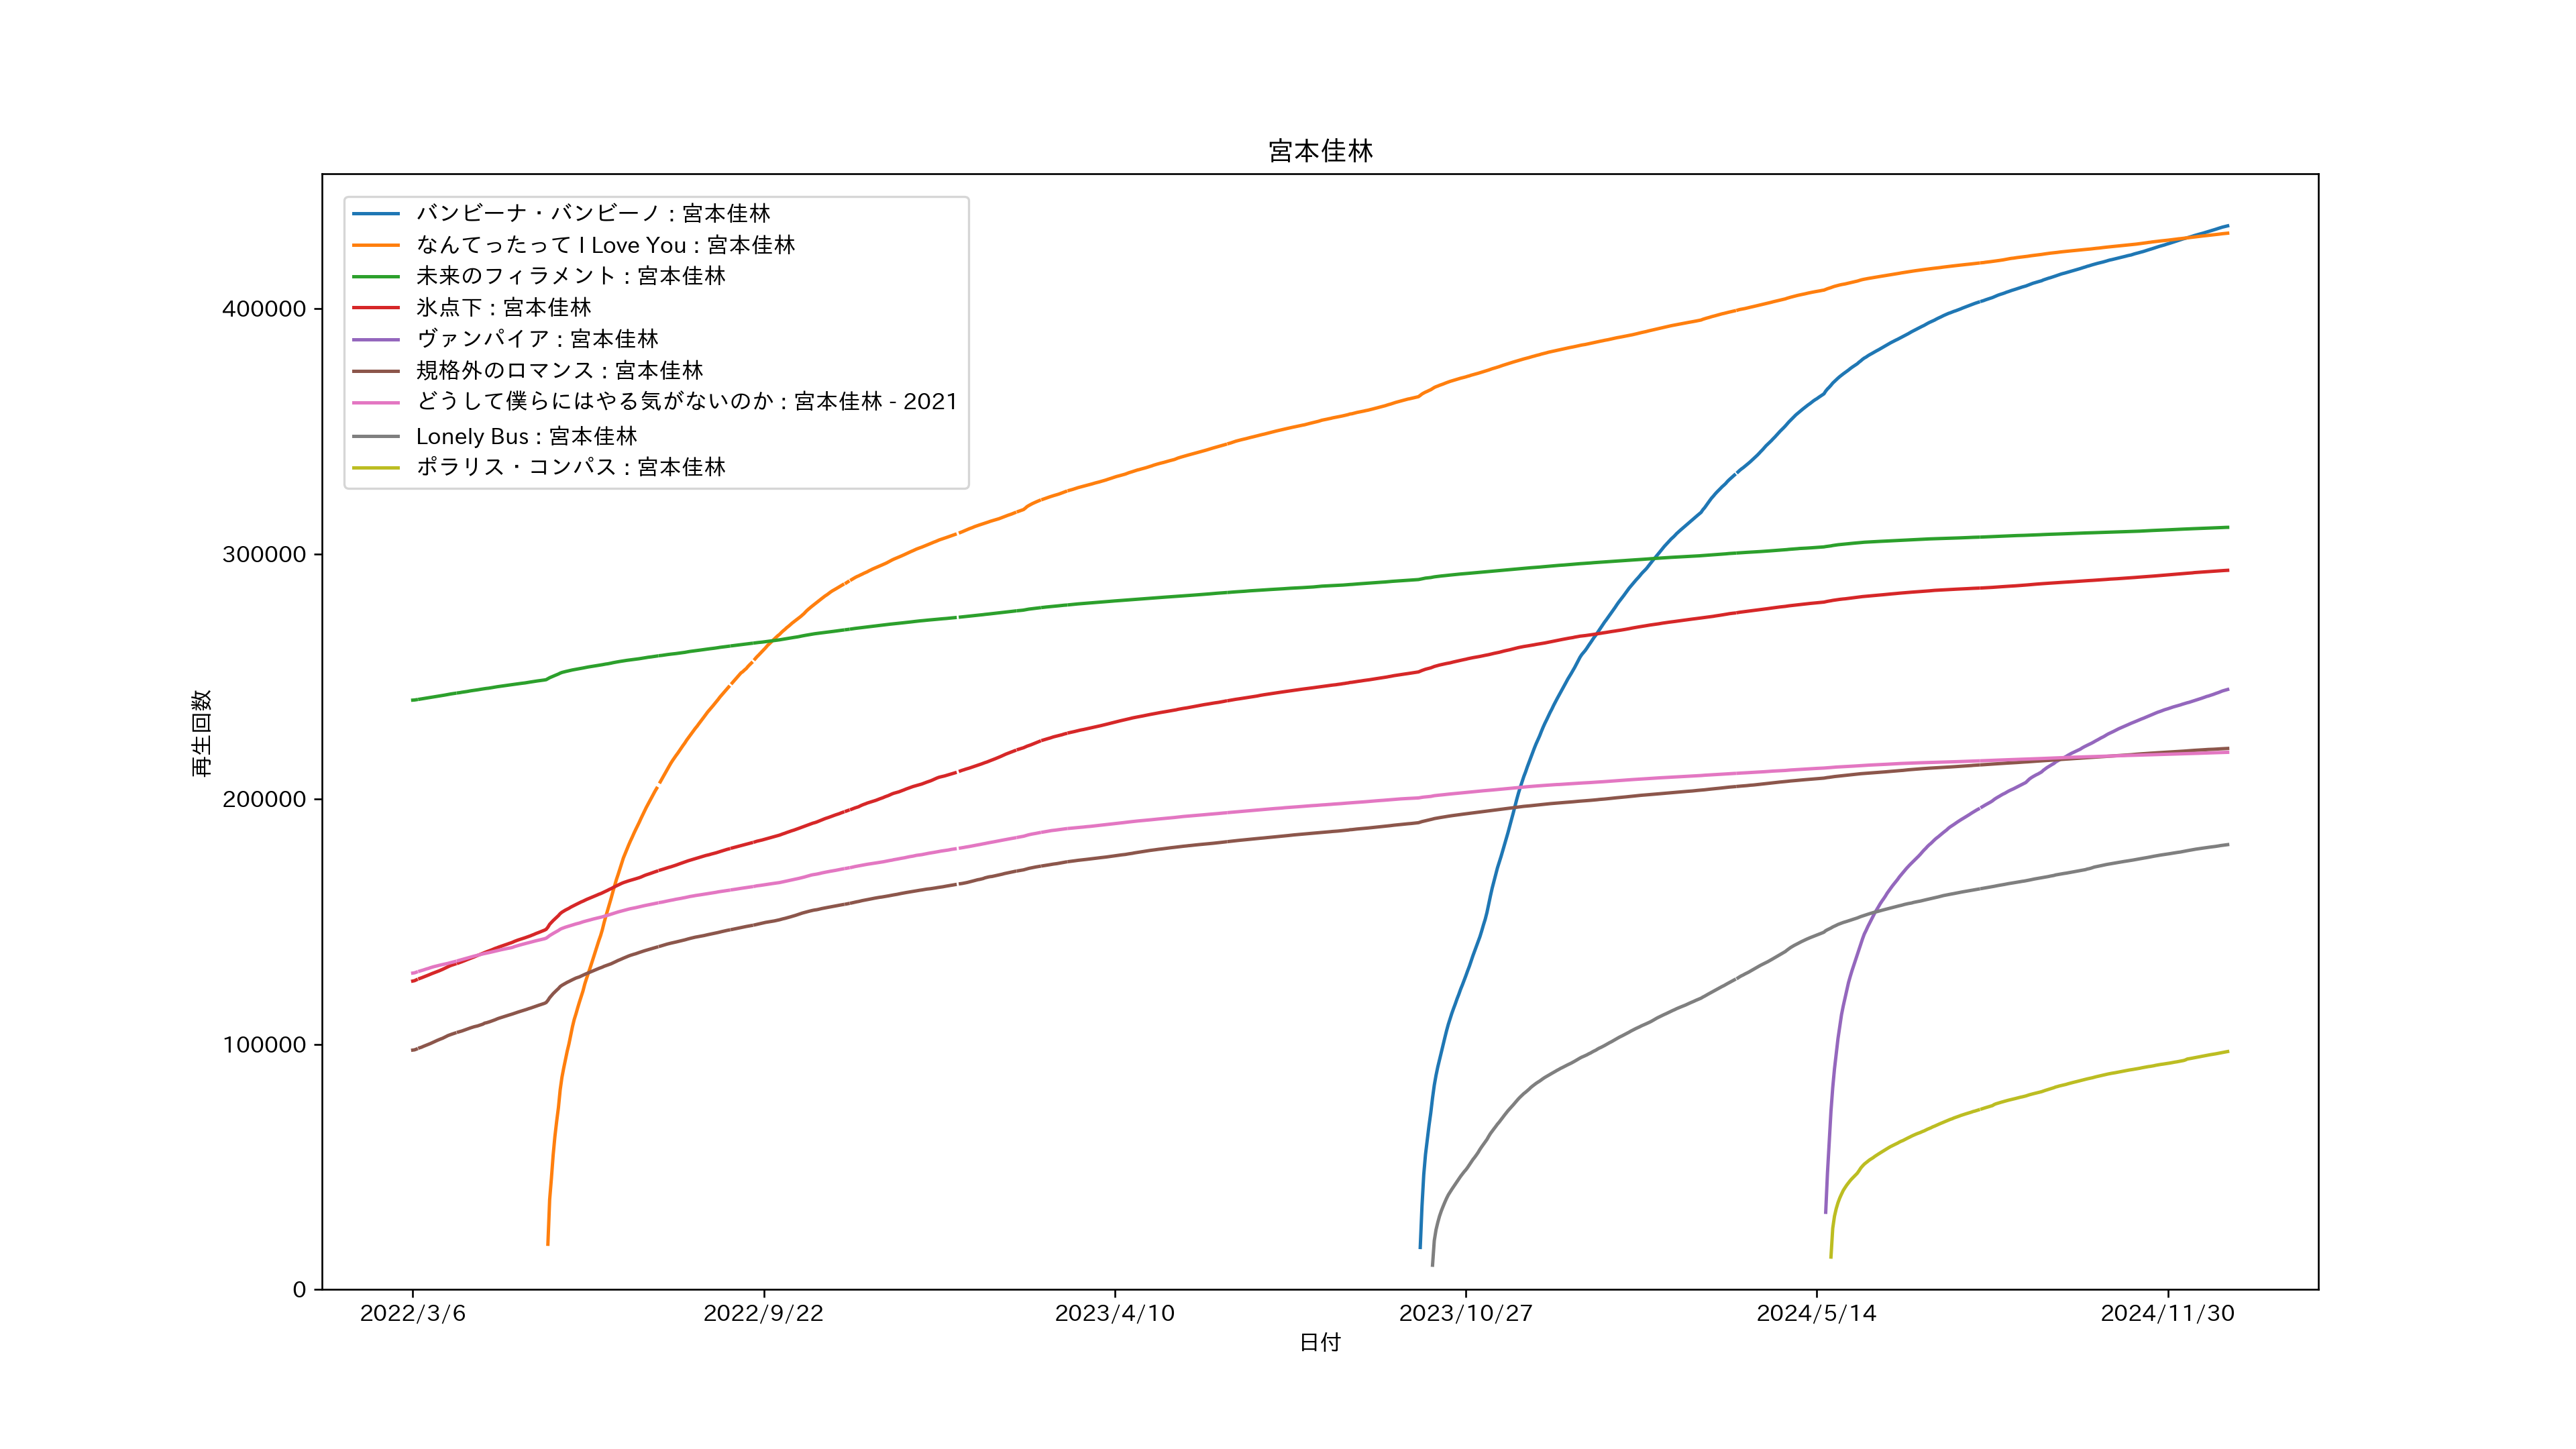 宮本佳林
バンビーナ・バンビーノ : 宮本佳林
なんてったって I Love You : 宮本佳林
未来のフィラメント : 宮本佳林
氷点下 : 宮本佳林
ヴァンパイア : 宮本佳林
規格外のロマンス : 宮本佳林
どうして僕らにはやる気がないのか : 宮本佳林 - 2021
Lonely Bus : 宮本佳林
ポラリス・コンパス : 宮本佳林
400000
300000
200000
100000
0
再生回数
2022/3/6 2022/9/22 2023/4/10 2023/10/27 2024/5/14 2024/11/30
日付